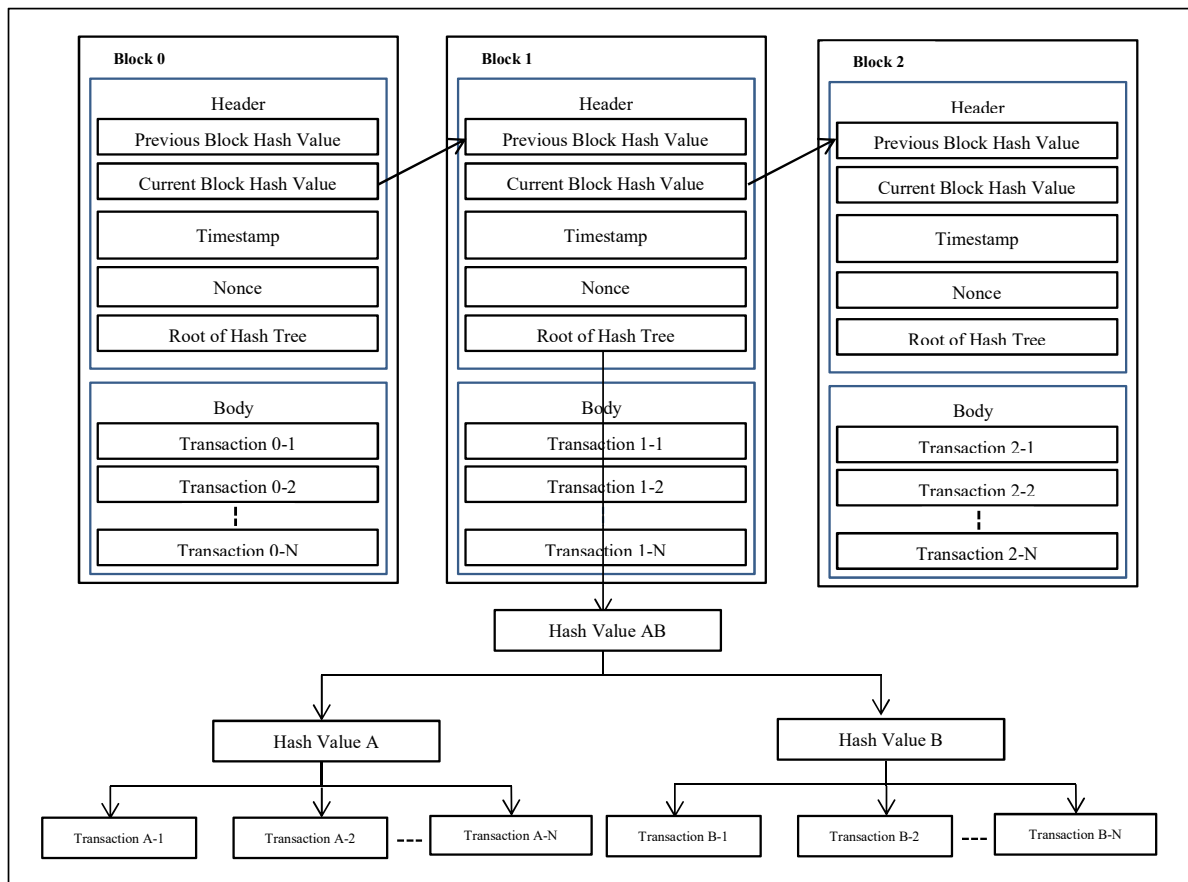 Block 0
Header
Previous Block Hash Value
Current Block Hash Value
Timestamp
Nonce
Root of Hash Tree
Body
Transaction 0-1
Transaction 0-2
Transaction 0-N
Block 1
Header
Previous Block Hash Value
Current Block Hash Value
Timestamp
Nonce
Root of Hash Tree
Body
Transaction 1-1
Transaction 1-2
Transaction 1-N
Block 2
Header
Previous Block Hash Value
Current Block Hash Value
Timestamp
Nonce
Root of Hash Tree
Body
Transaction 2-1
Transaction 2-2
Transaction 2-N
Hash Value AB
Hash Value A
Hash Value B
Transaction A-1
Transaction A-2
Transaction A-N
Transaction B-1
Transaction B-2
Transaction B-N